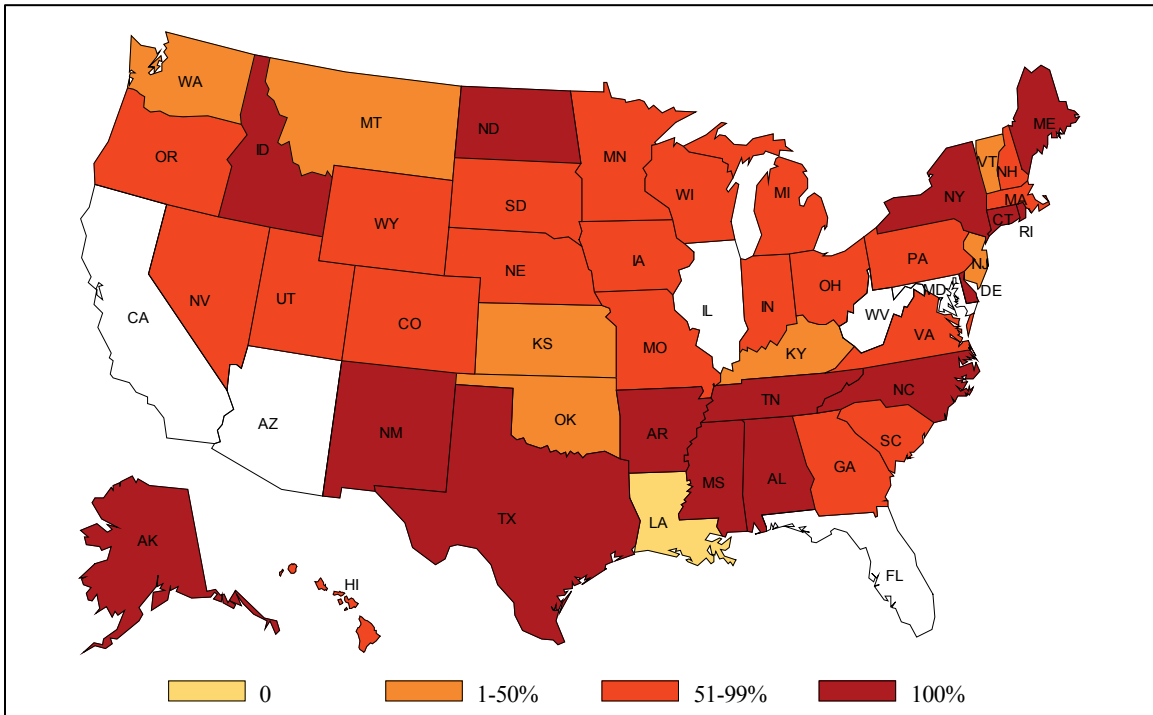 WA
MT
ND
ME
OR
ID
MN
VT
NH
WI
MI
NY
MA
SD
CT
WY
RI
PA
IA
NE
NJ
OH
MD
DE
NV
UT
IN
IL
CA
CO
WV
VA
KS
MO
KY
NC
TN
AZ
OK
NM
AR
SC
GA
MS
AL
TX
LA
AK
FL
HI
0
1-50%
51-99%
100%